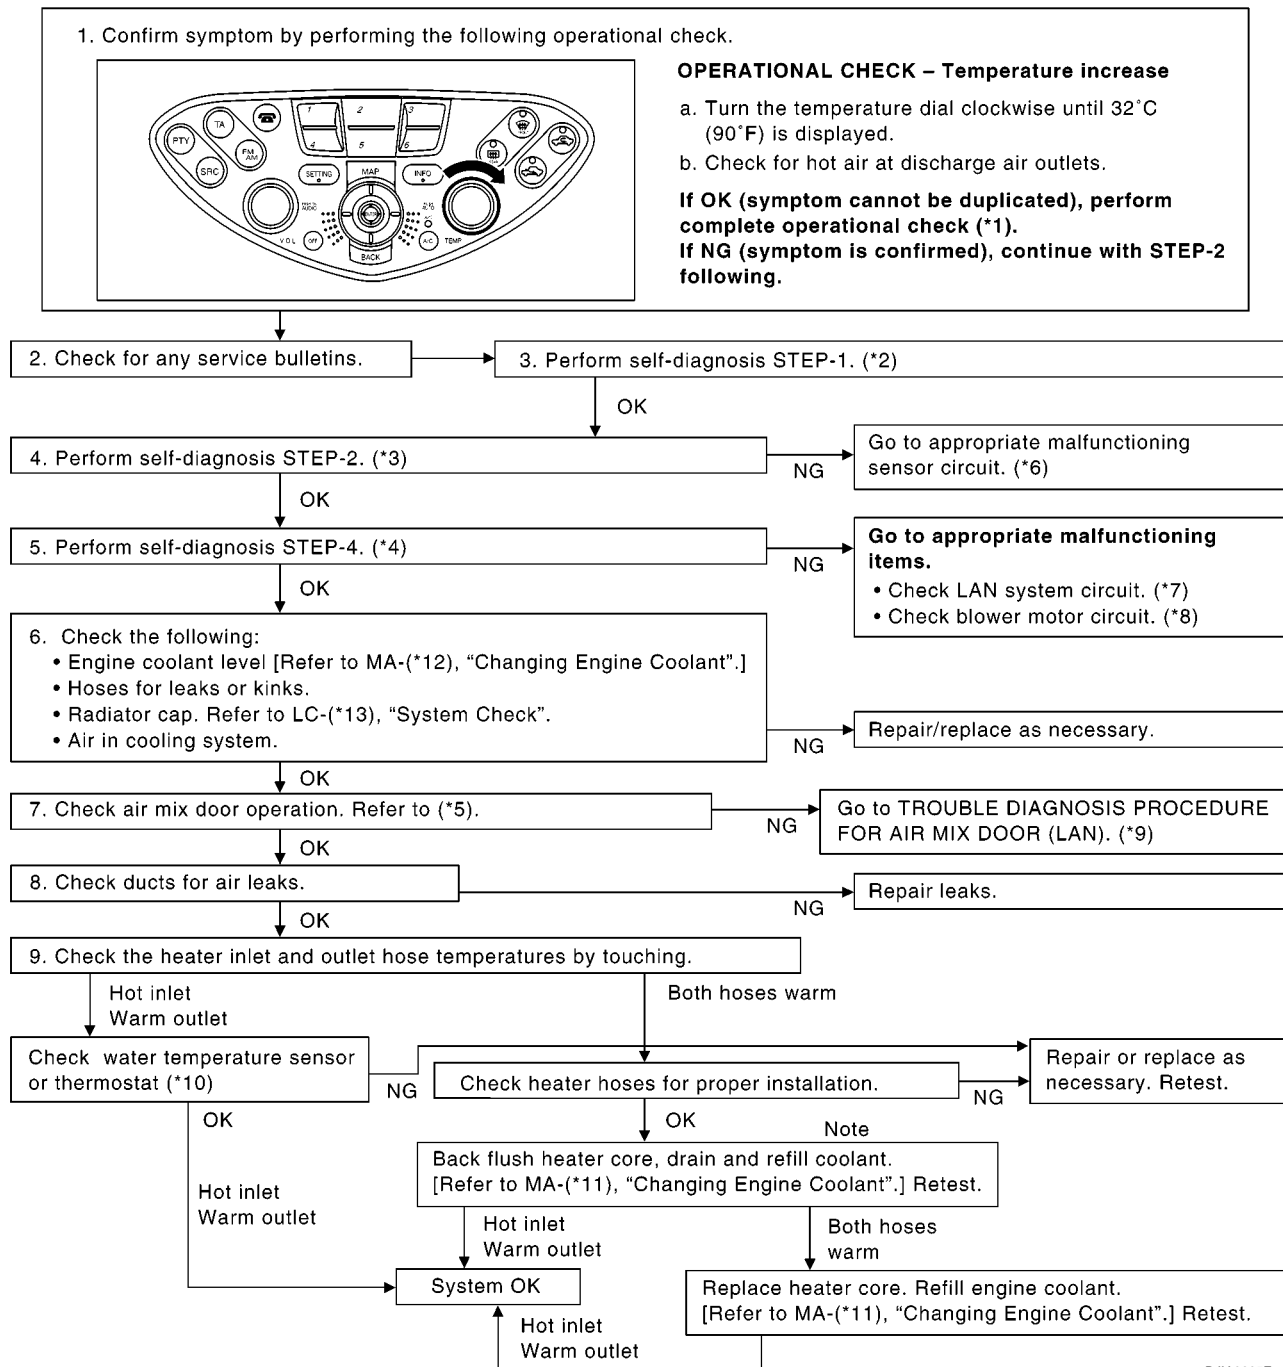 1. Confirm symptom by performing the following operational check.
OPERATIONAL CHECK – Temperature increase
a. Turn the temperature dial clockwise until 32˚C
(90˚F) is displayed.
b. Check for hot air at discharge air outlets.
If OK (symptom cannot be duplicated), perform
complete operational check (*1).
If NG (symptom is confirmed), continue with STEP-2
following.
PTY
TA
SRC
FM
AM
1
2
3
4
5
6
SETTING
MAP
INFO
VOL
OFF
BACK
A/C
TEMP
2. Check for any service bulletins.
3. Perform self-diagnosis STEP-1. (*2)
OK
4. Perform self-diagnosis STEP-2. (*3)
NG
Go to appropriate malfunctioning
sensor circuit. (*6)
OK
5. Perform self-diagnosis STEP-4. (*4)
NG
Go to appropriate malfunctioning
items.
• Check LAN system circuit. (*7)
• Check blower motor circuit. (*8)
OK
6. Check the following:
• Engine coolant level [Refer to MA-(*12), “Changing Engine Coolant”.]
• Hoses for leaks or kinks.
• Radiator cap. Refer to LC-(*13), “System Check”.
• Air in cooling system.
NG
Repair/replace as necessary.
OK
7. Check air mix door operation. Refer to (*5).
NG
Go to TROUBLE DIAGNOSIS PROCEDURE
FOR AIR MIX DOOR (LAN). (*9)
OK
8. Check ducts for air leaks.
NG
Repair leaks.
OK
9. Check the heater inlet and outlet hose temperatures by touching.
Hot inlet
Warm outlet
Both hoses warm
Check water temperature sensor
or thermostat (*10)
NG
Check heater hoses for proper installation.
NG
Repair or replace as
necessary. Retest.
OK
OK
Note
Back flush heater core, drain and refill coolant.
[Refer to MA-(*11), “Changing Engine Coolant”.] Retest.
Hot inlet
Warm outlet
Hot inlet
Warm outlet
Both hoses
warm
System OK
Replace heater core. Refill engine coolant.
[Refer to MA-(*11), “Changing Engine Coolant”.] Retest.
Hot inlet
Warm outlet